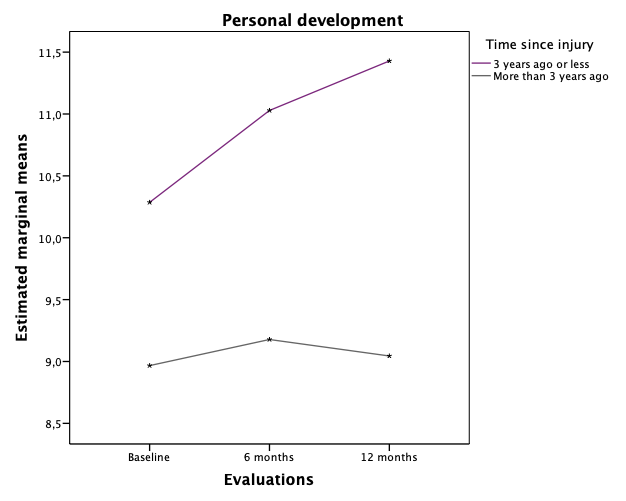 Personal development
Time since injury
3 years ago or less
More than 3 years ago
Estimated marginal means
11,5
11,0
10,5
10,0
9,5
9,0
8,5
Baseline
6 months
12 months
Evaluations